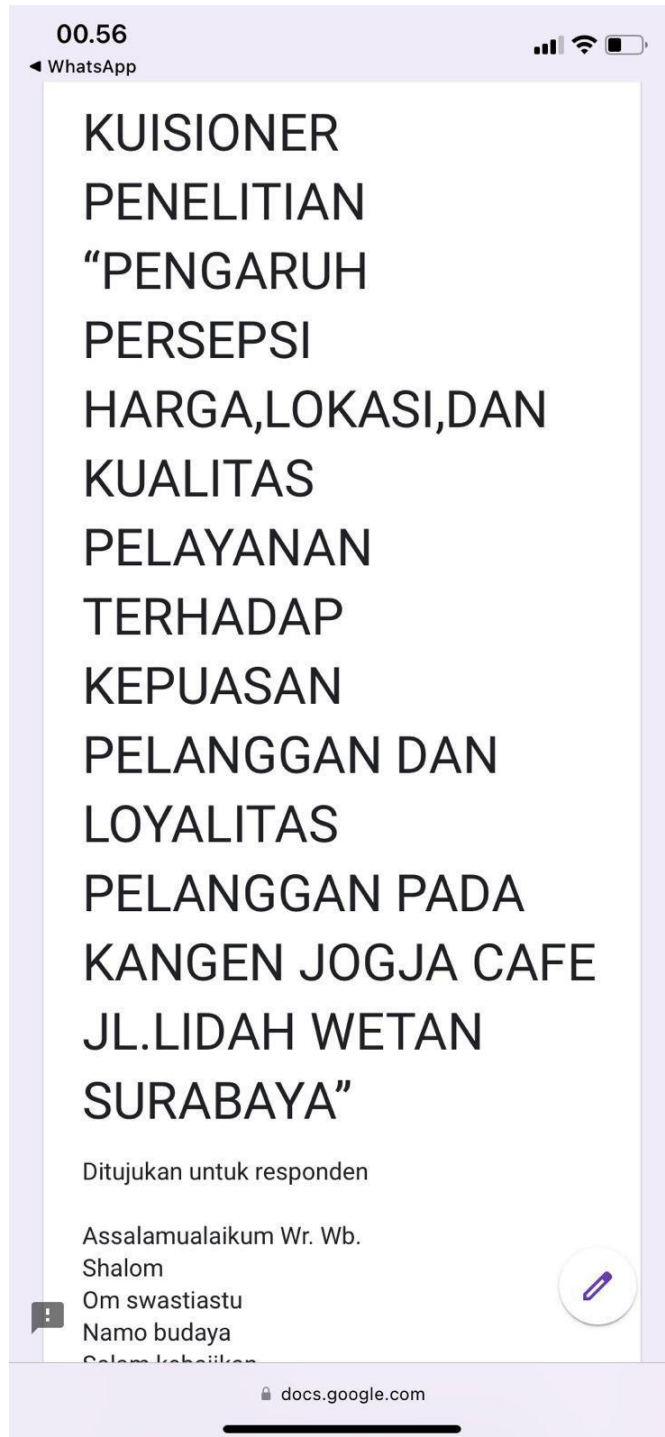 00.56
WhatsApp
KUISIONER
PENELITIAN
“PENGARUH
PERSEPSI
HARGA,LOKASI,DAN
KUALITAS
PELAYANAN
TERHADAP
KEPUASAN
PELANGGAN DAN
LOYALITAS
PELANGGAN PADA
KANGEN JOGJA CAFE
JL.LIDAH WETAN
SURABAYA”
Ditujukan untuk responden
Assalamualaikum Wr. Wb.
Shalom
Om swastiastu
Namo budaya
Salam kebajikan
docs.google.com